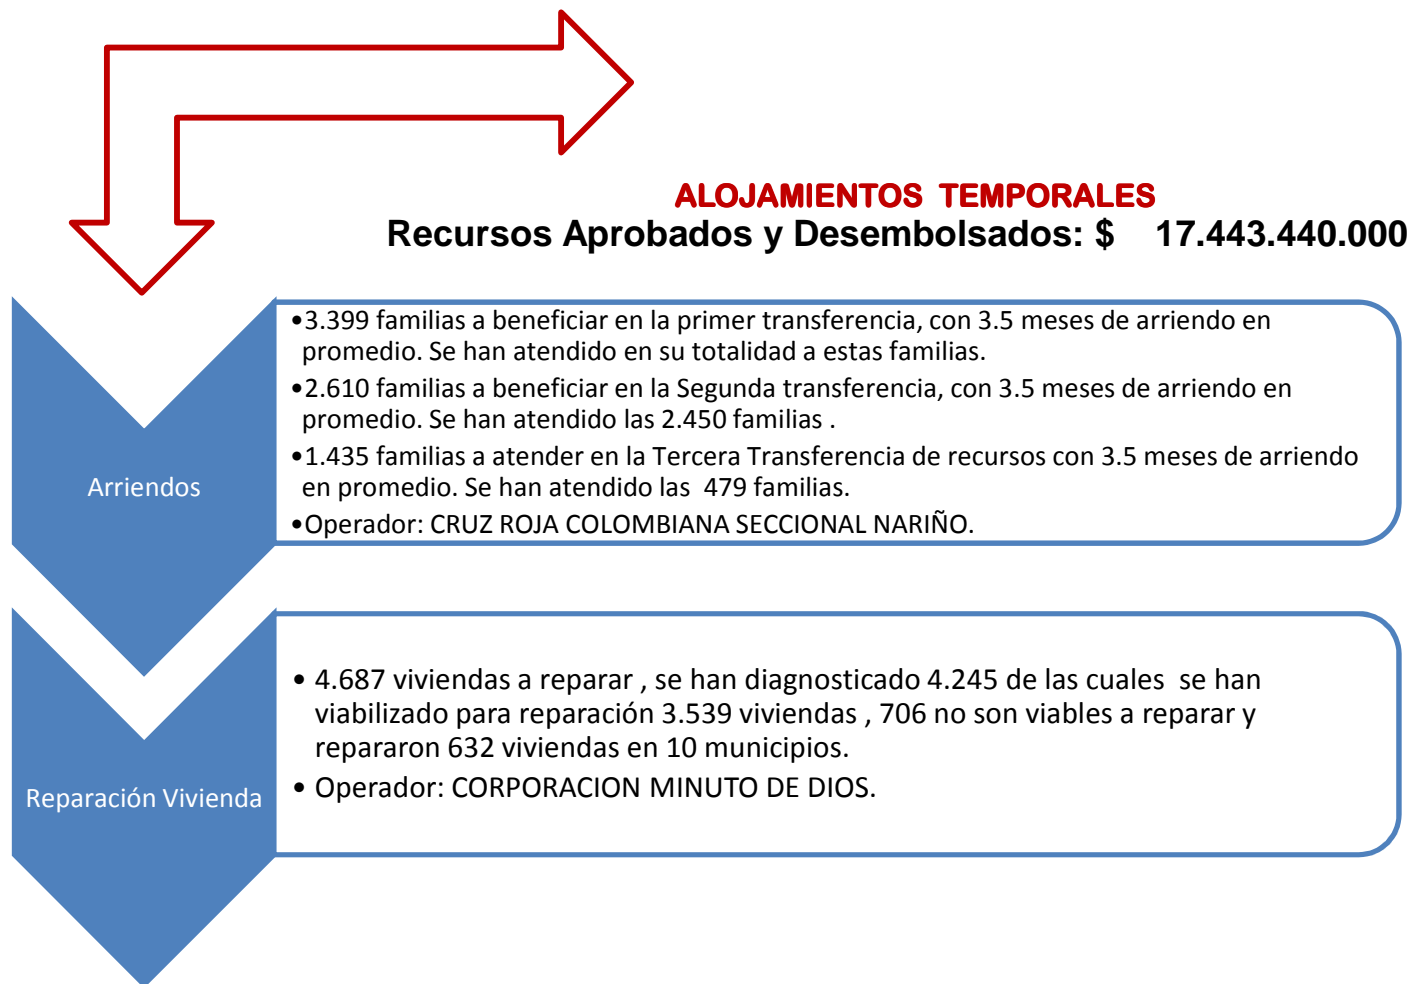 ALOJAMIENTOS TEMPORALES
Recursos Aprobados y Desembolsados: $ 17.443.440.000
Arriendos
•3.399 familias a beneficiar en la primer transferencia, con 3.5 meses de arriendo en
promedio. Se han atendido en su totalidad a estas familias.
•2.610 familias a beneficiar en la Segunda transferencia, con 3.5 meses de arriendo en
promedio. Se han atendido las 2.450 familias .
•1.435 familias a atender en la Tercera Transferencia de recursos con 3.5 meses de arriendo
en promedio. Se han atendido las 479 familias.
•Operador: CRUZ ROJA COLOMBIANA SECCIONAL NARIÑO.
Reparación Vivienda
• 4.687 viviendas a reparar , se han diagnosticado 4.245 de las cuales se han
viabilizado para reparación 3.539 viviendas , 706 no son viables a reparar y
repararon 632 viviendas en 10 municipios.
• Operador: CORPORACION MINUTO DE DIOS.